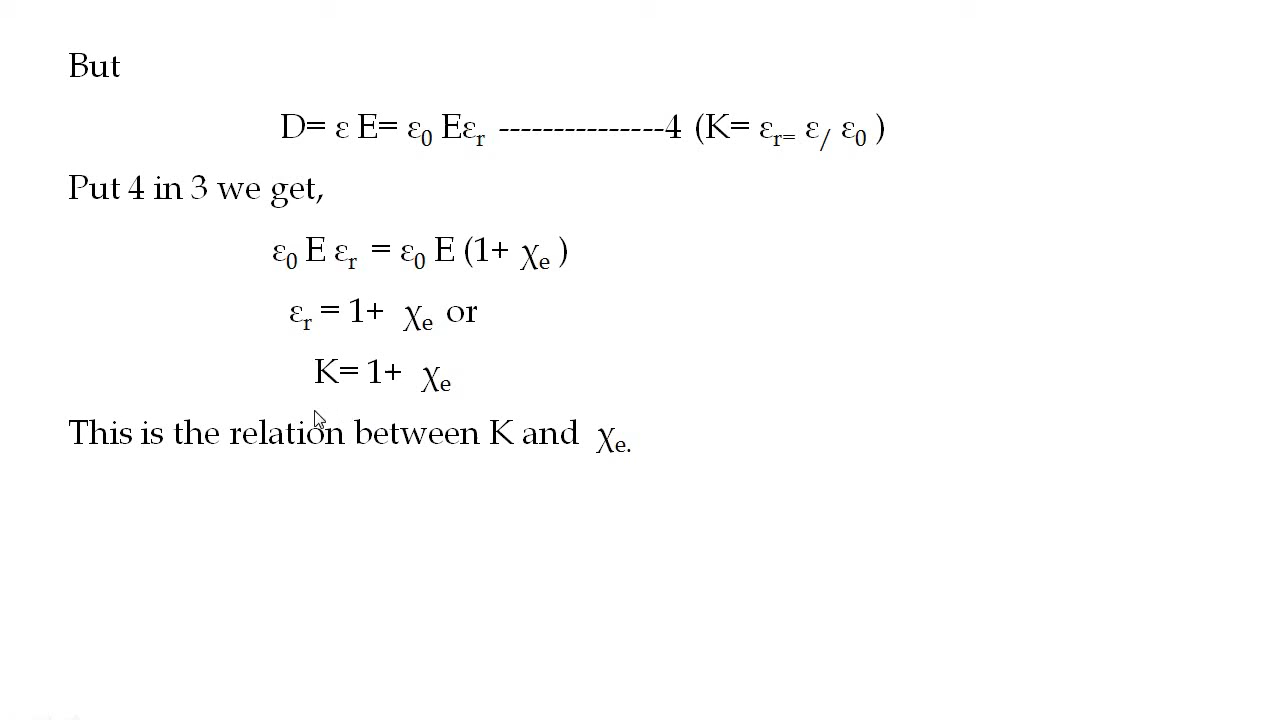 But
D= ε E= ε₀ Eεᵣ ---------------4 (K= εᵣ₌ ε/ ε₀ )
Put 4 in 3 we get,
ε₀ E εᵣ = ε₀ E (1+ χₑ )
εᵣ = 1+ χₑ or
K= 1+ χₑ
This is the relation between K and χₑ.